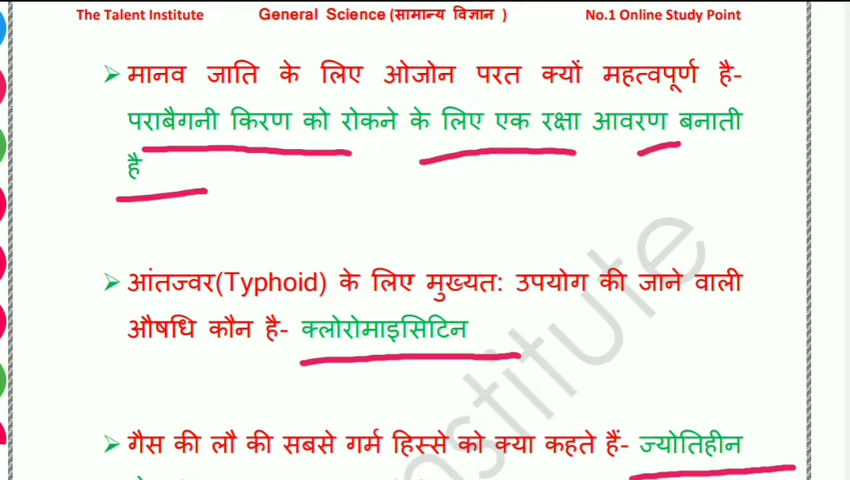 The Talent Institute General Science (सामान्य विज्ञान ) No.1 Online Study Point
मानव जाति के लिए ओजोन परत क्यों महत्वपूर्ण है-
पराबैगनी किरण को रोकने के लिए एक रक्षा आवरण बनाती
है
आंतज्वर(Typhoid) के लिए मुख्यत: उपयोग की जाने वाली
औषधि कौन है- क्लोरोमाइसिटिन
गैस की लौ की सबसे गर्म हिस्से को क्या कहते हैं- ज्योतिहीन
nstitute